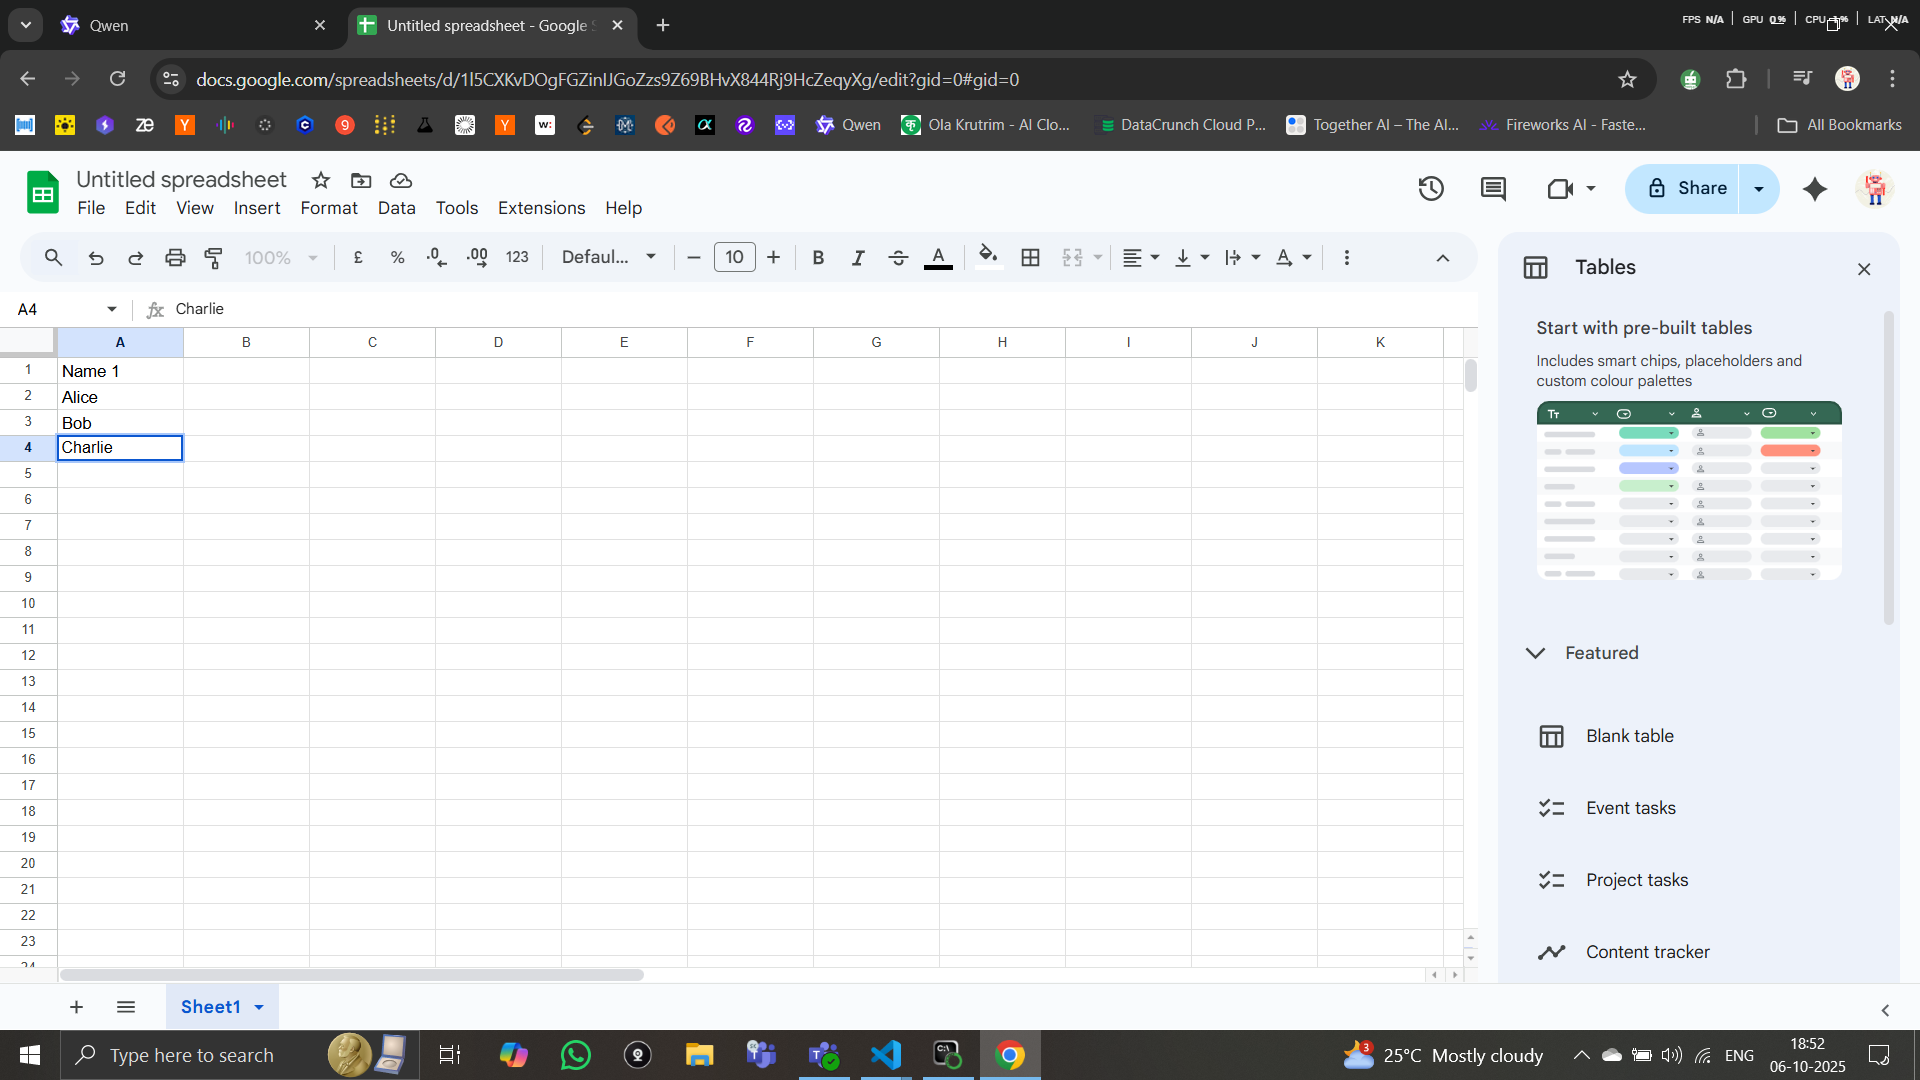 Qwen
Untitled spreadsheet - Google S
FPS N/A GPU 0% CPU 1% LAT N/A
docs.google.com/spreadsheets/d/1l5CXKvDOgFGZinIJGoZzs9Z69BHvX844Rj9HcZeqyXg/edit?gid=0#gid=0
Qwen
Ola Krutrim - AI Clo...
DataCrunch Cloud P...
Together AI – The AI...
Fireworks AI - Faste...
All Bookmarks
Untitled spreadsheet
Share
File Edit View Insert Format Data Tools Extensions Help
100% £ % .0 .00 123 Defaul... 10 B I S A
Tables
A4 fx Charlie
A B C D E F G H I J K
1 Name 1
2 Alice
3 Bob
4 Charlie
5
6
7
8
9
10
11
12
13
14
15
16
17
18
19
20
21
22
23
24
Start with pre-built tables
Includes smart chips, placeholders and
custom colour palettes
Tт
Featured
Blank table
Event tasks
Project tasks
Content tracker
Sheet1
Type here to search
3 25°C Mostly cloudy
ENG
18:52
06-10-2025